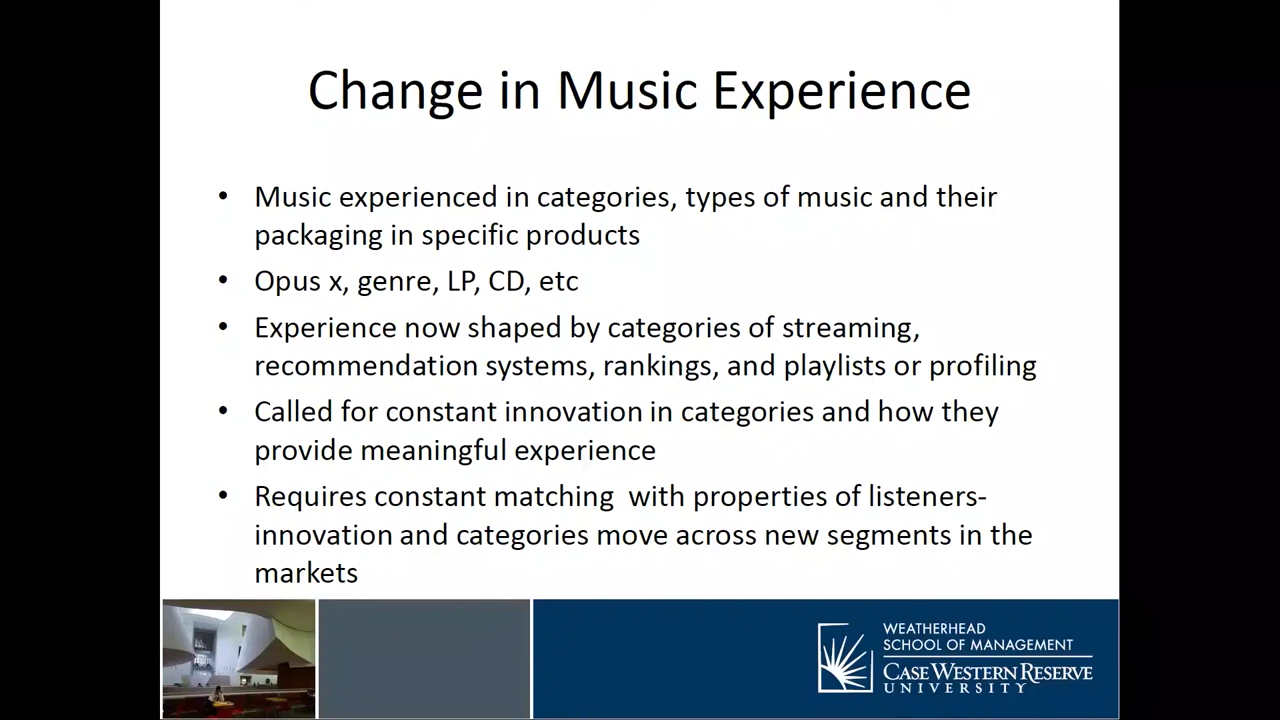 Change in Music Experience
• Music experienced in categories, types of music and their
packaging in specific products
• Opus x, genre, LP, CD, etc
• Experience now shaped by categories of streaming,
recommendation systems, rankings, and playlists or profiling
• Called for constant innovation in categories and how they
provide meaningful experience
• Requires constant matching  with properties of listeners-
innovation and categories move across new segments in the
markets
WEATHERHEAD
SCHOOL OF MANAGEMENT
CASE WESTERN RESERVE
UNIVERSITY